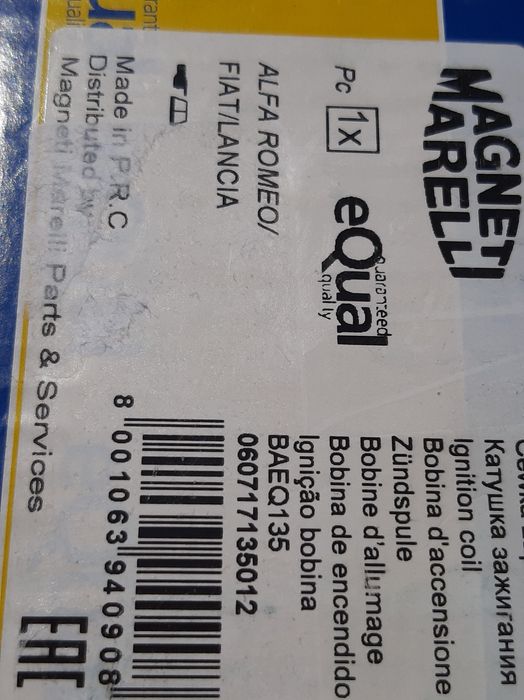 MAGNETI
MARELLI
Pc 1x
eQual
guaranteed
quality
ALFA ROMEO/
FIAT/LANCIA
Made in P.R.C
Distributed by
Magneti Marelli Parts & Services
Катушка зажигания
Ignition coil
Bobina d'accensione
Zündspule
Bobine d'allumage
Bobina de encendido
Ignição bobina
BAEQ135
060717135012
8 001063 940908
EAC